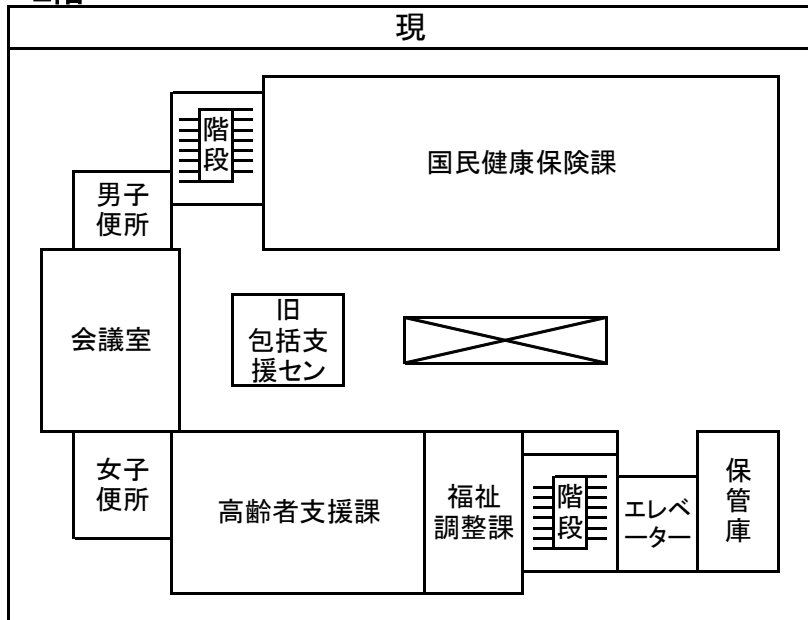 現
階
段
国民健康保険課
男子
便所
会議室
旧
包括支
援セン
女子
便所
高齢者支援課
福祉
調整課
階
段
エレベ
ーター
保
管
庫